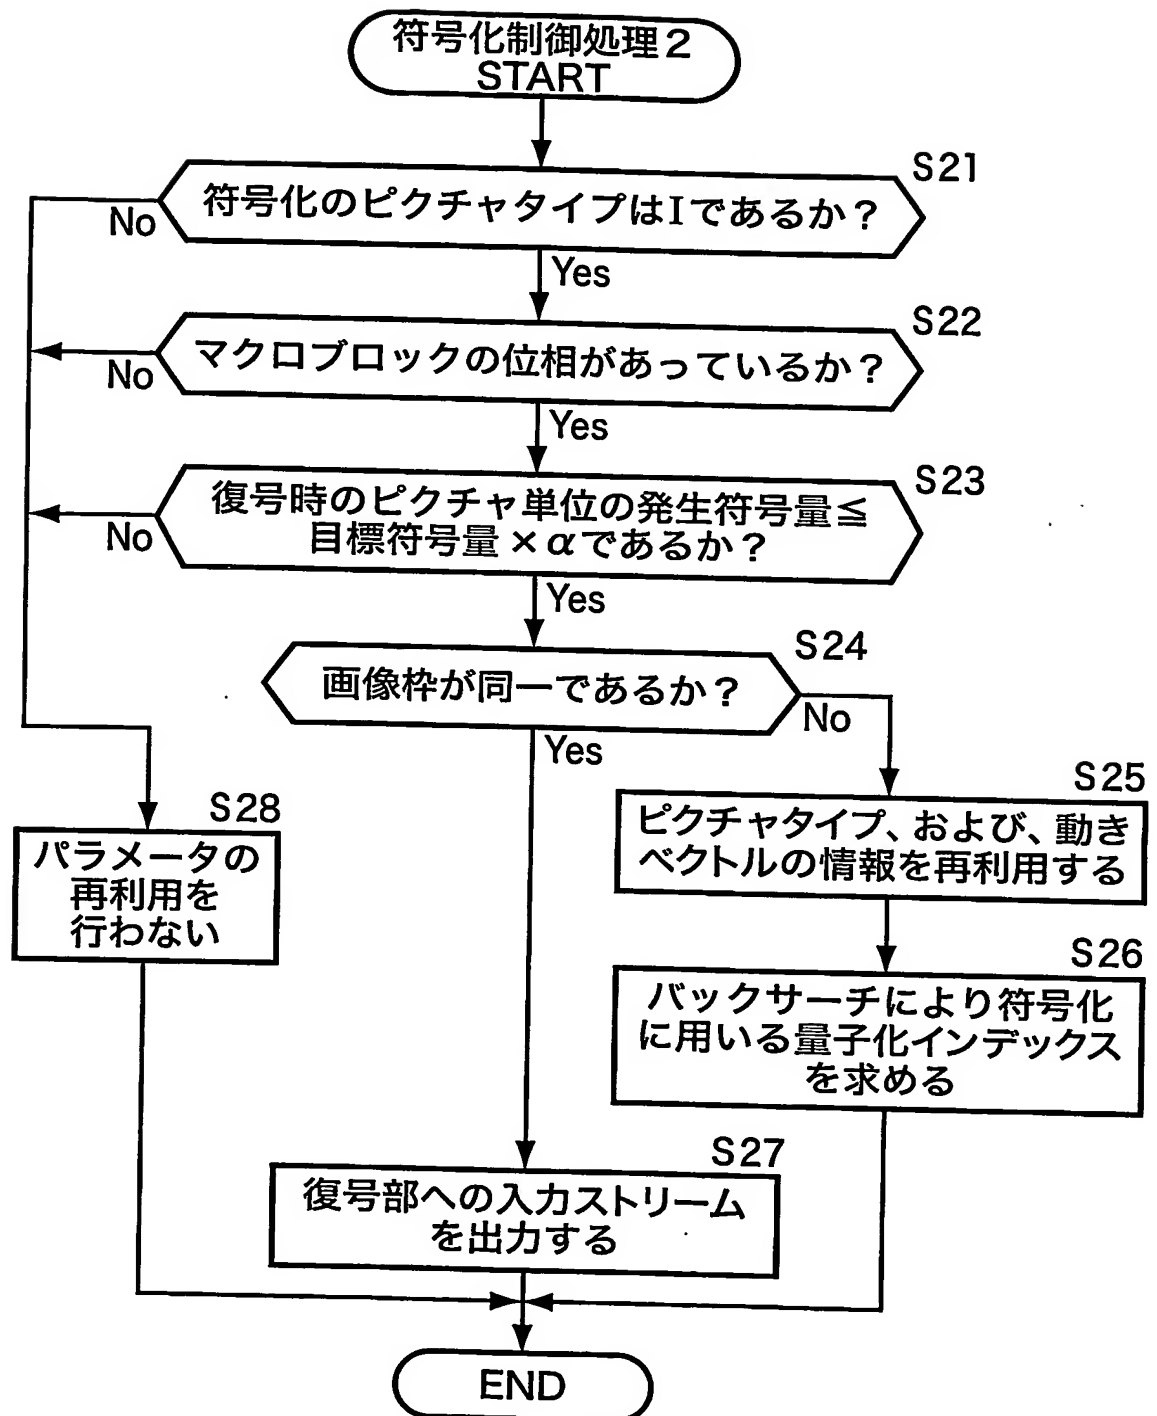 符号化制御処理2
START
S21
符号化のピクチャタイプはIであるか？
No
Yes
S22
マクロブロックの位相があっているか？
No
Yes
S23
復号時のピクチャ単位の発生符号量≦
目標符号量×αであるか？
No
Yes
S24
画像枠が同一であるか？
No
Yes
S25
ピクチャタイプ、および、動き
ベクトルの情報を再利用する
S28
パラメータの
再利用を
行わない
S26
バックサーチにより符号化
に用いる量子化インデックス
を求める
S27
復号部への入力ストリーム
を出力する
END